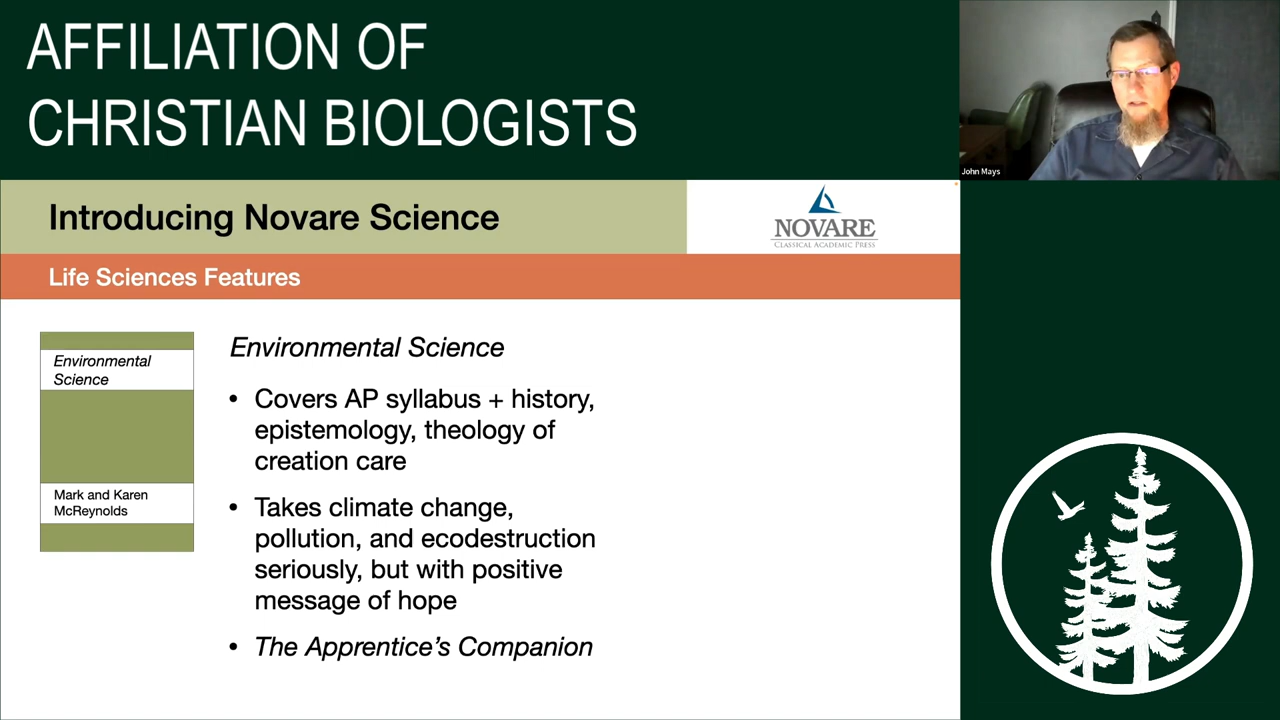 AFFILIATION OF
CHRISTIAN BIOLOGISTS
John Mays
Introducing Novare Science
NOVARE
CLASSICAL ACADEMIC PRESS
Life Sciences Features
Environmental
Science
Mark and Karen
McReynolds
Environmental Science
• Covers AP syllabus + history,
epistemology, theology of
creation care
• Takes climate change,
pollution, and ecodestruction
seriously, but with positive
message of hope
• The Apprentice’s Companion